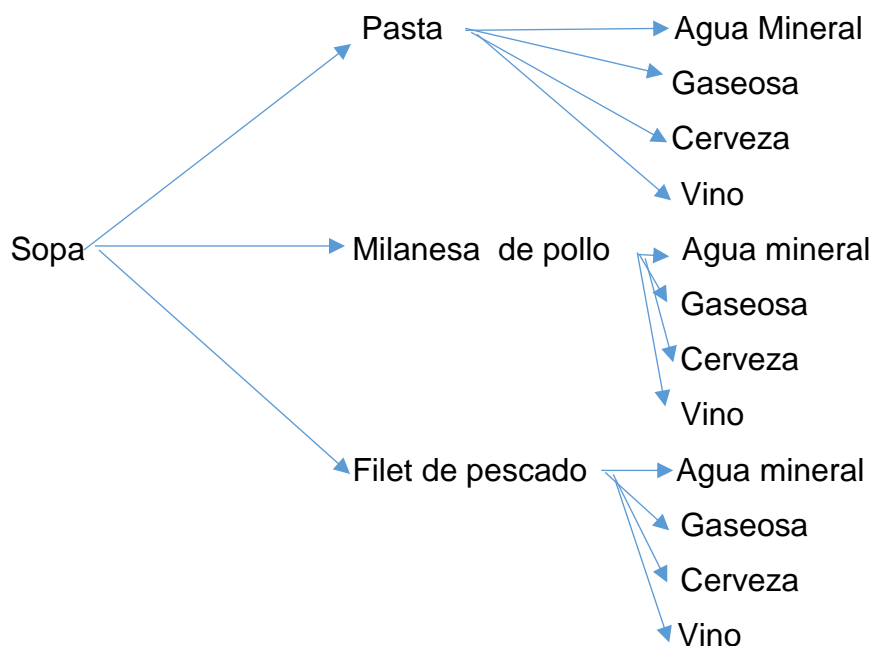 Pasta Agua Mineral
Gaseosa
Cerveza
Vino
Sopa Milanesa de pollo Agua mineral
Gaseosa
Cerveza
Vino
Filet de pescado Agua mineral
Gaseosa
Cerveza
Vino